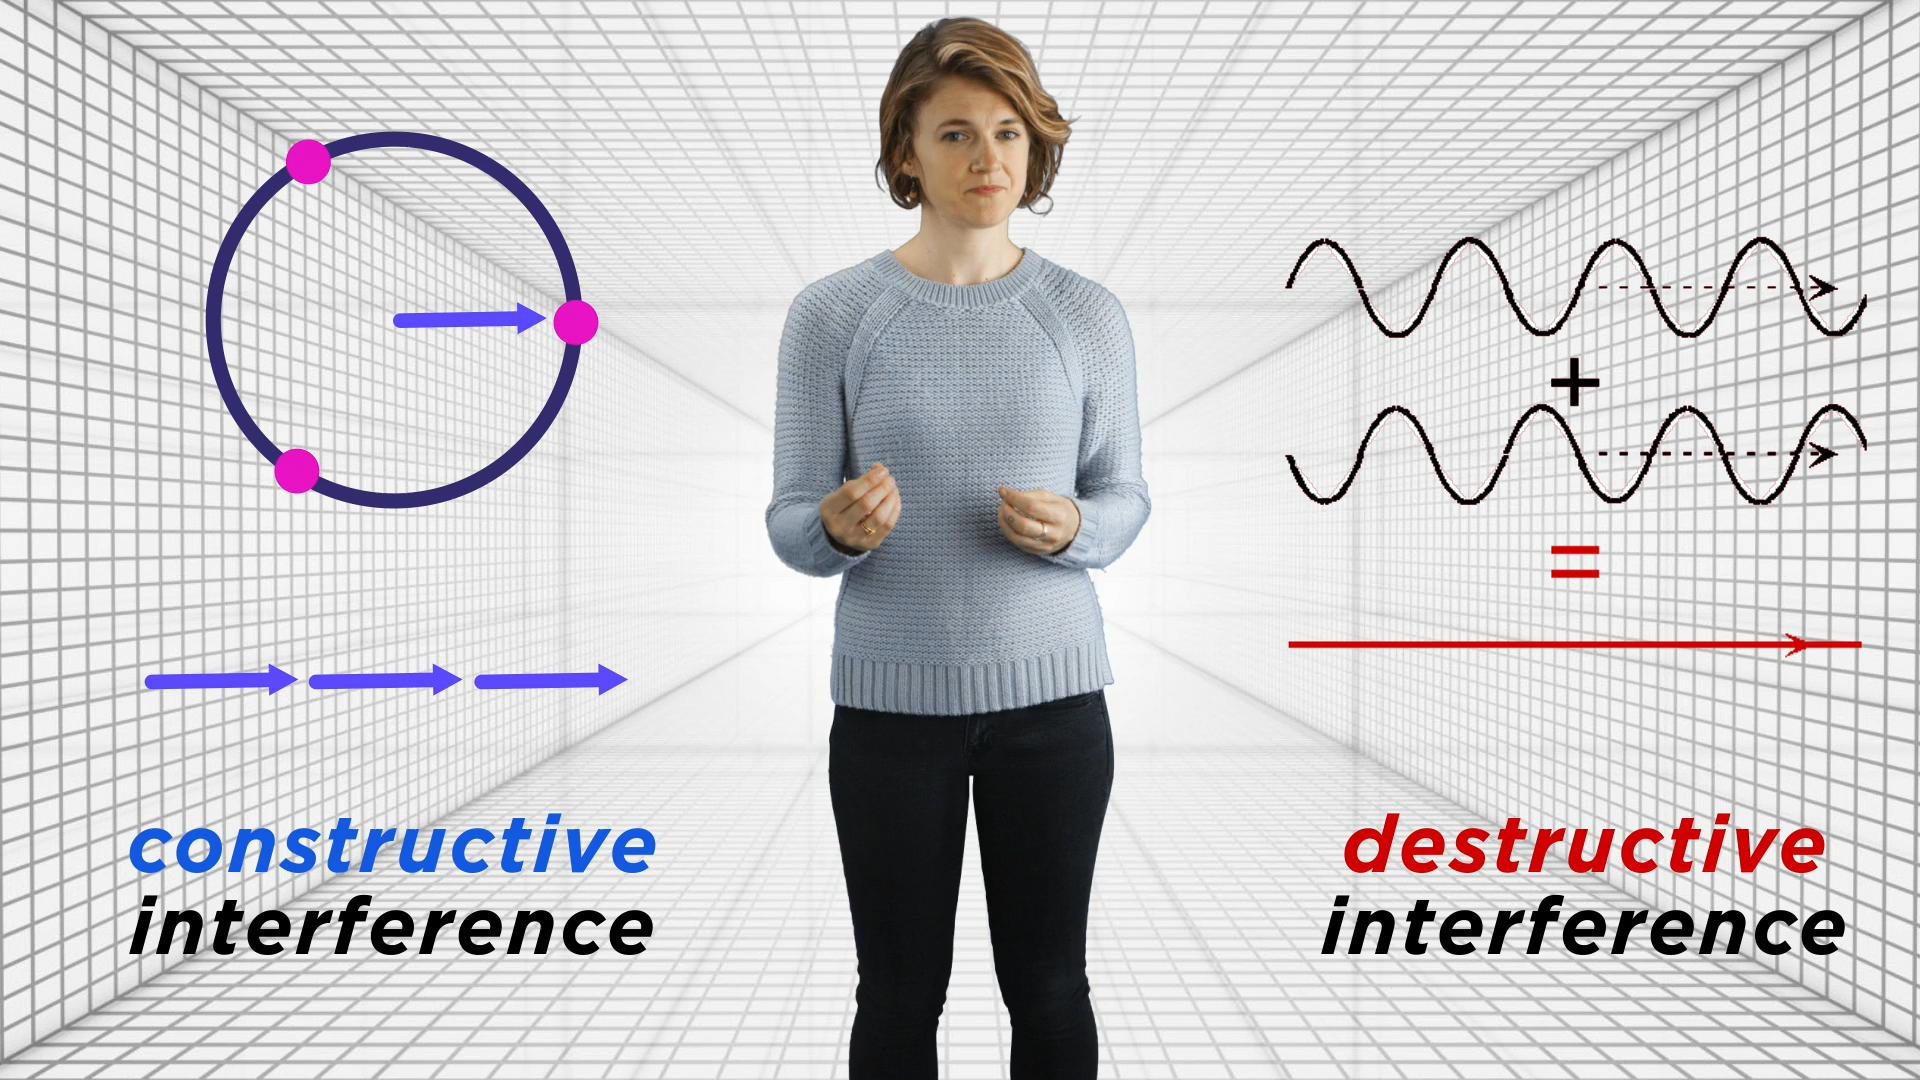 constructive
interference
+
=
destructive
interference